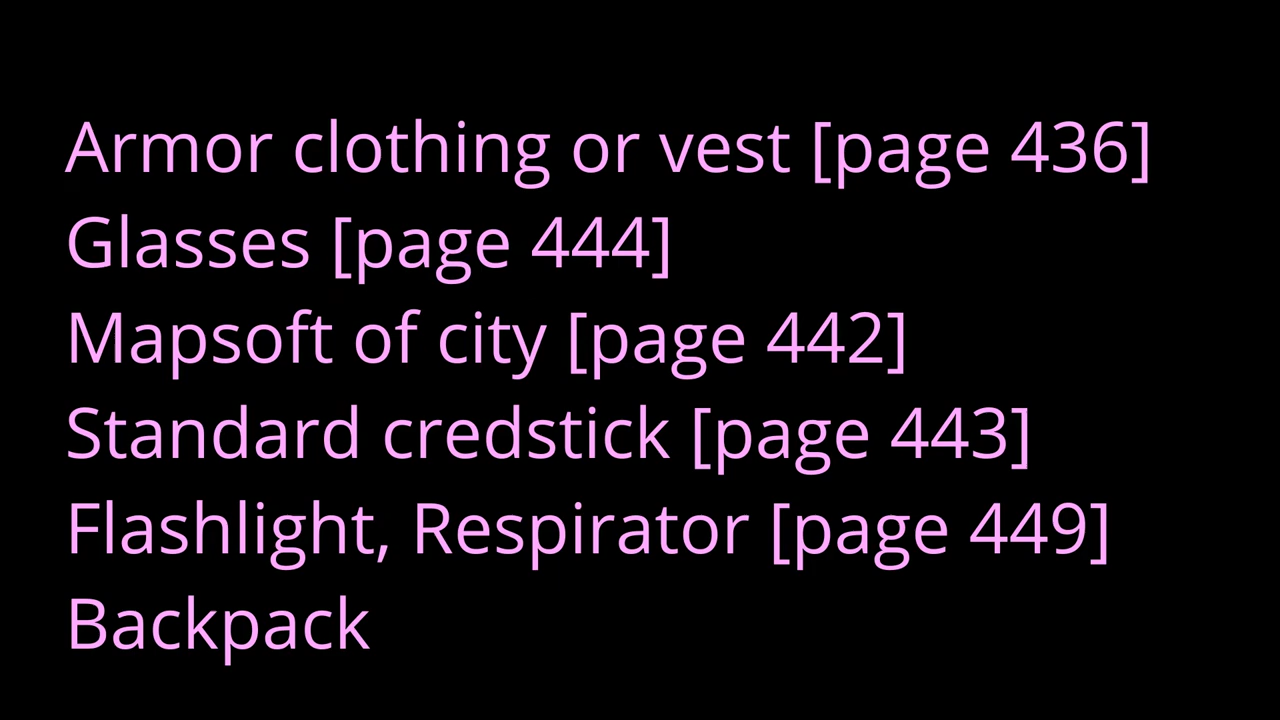 Armor clothing or vest [page 436]
Glasses [page 444]
Mapsoft of city [page 442]
Standard credstick [page 443]
Flashlight, Respirator [page 449]
Backpack